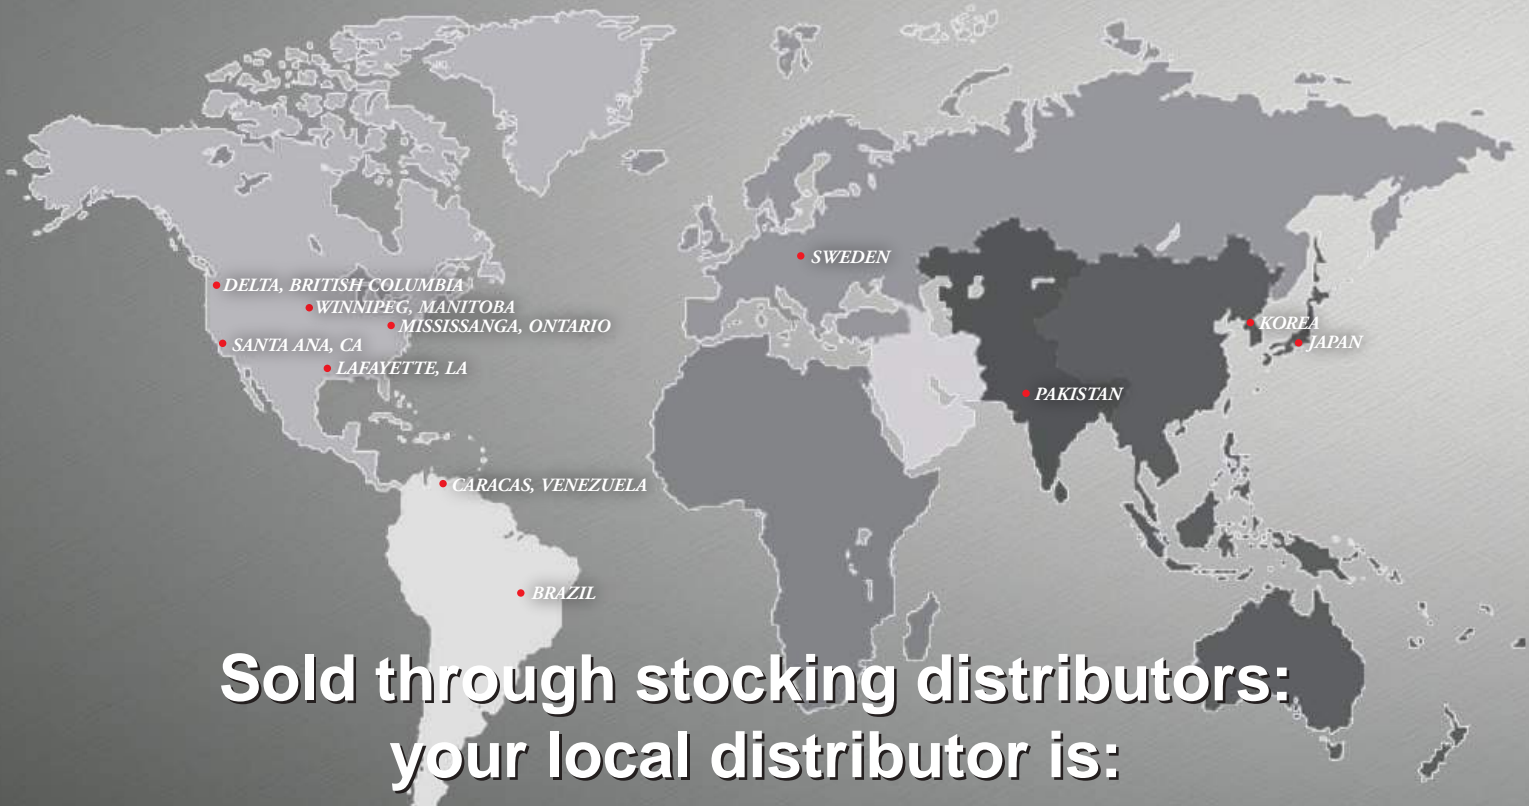 SWEDEN
DELTA, BRITISH COLUMBIA
WINNIPEG, MANITOBA
MISSISSANGA, ONTARIO
KOREA
SANTA ANA, CA
JAPAN
LAFAYETTE, LA
PAKISTAN
CARACAS, VENEZUELA
BRAZIL
Sold through stocking distributors:
your local distributor is: